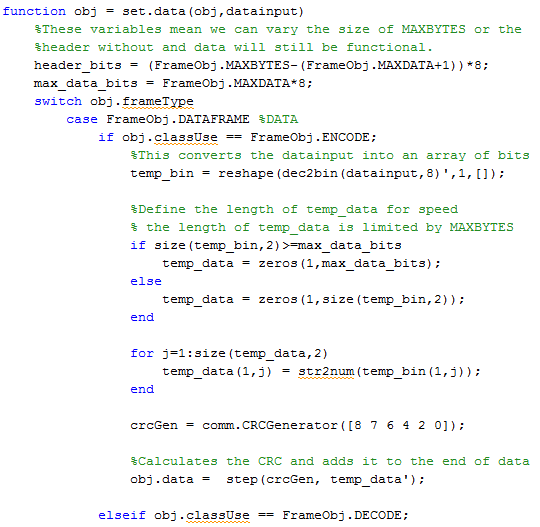 function obj = set.data(obj,datainput)
%These variables mean we can vary the size of MAXBYTES or the
%header without and data will still be functional.
header_bits = (FrameObj.MAXBYTES-(FrameObj.MAXDATA+1))*8;
max_data_bits = FrameObj.MAXDATA*8;
switch obj.frameType
case FrameObj.DATAFRAME %DATA
if obj.classUse == FrameObj.ENCODE;
%This converts the datainput into an array of bits
temp_bin = reshape(dec2bin(datainput,8)',1,[]);
%Define the length of temp_data for speed
% the length of temp_data is limited by MAXBYTES
if size(temp_bin,2)>=max_data_bits
temp_data = zeros(1,max_data_bits);
else
temp_data = zeros(1,size(temp_bin,2));
end
for j=1:size(temp_data,2)
temp_data(1,j) = str2num(temp_bin(1,j));
end
crcGen = comm.CRCGenerator([8 7 6 4 2 0]);
%Calculates the CRC and adds it to the end of data
obj.data =  step(crcGen, temp_data');
elseif obj.classUse == FrameObj.DECODE;